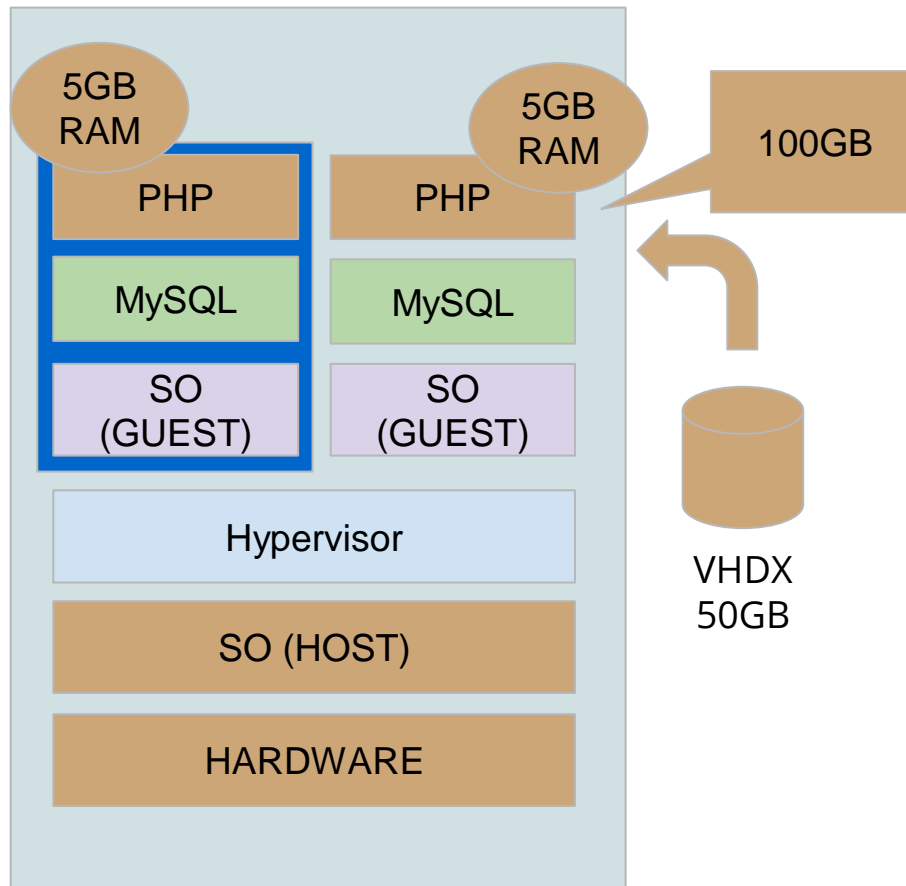 5GB
RAM
5GB
RAM
100GB
PHP
PHP
MySQL
MySQL
SO
(GUEST)
SO
(GUEST)
Hypervisor
VHDX
50GB
SO (HOST)
HARDWARE